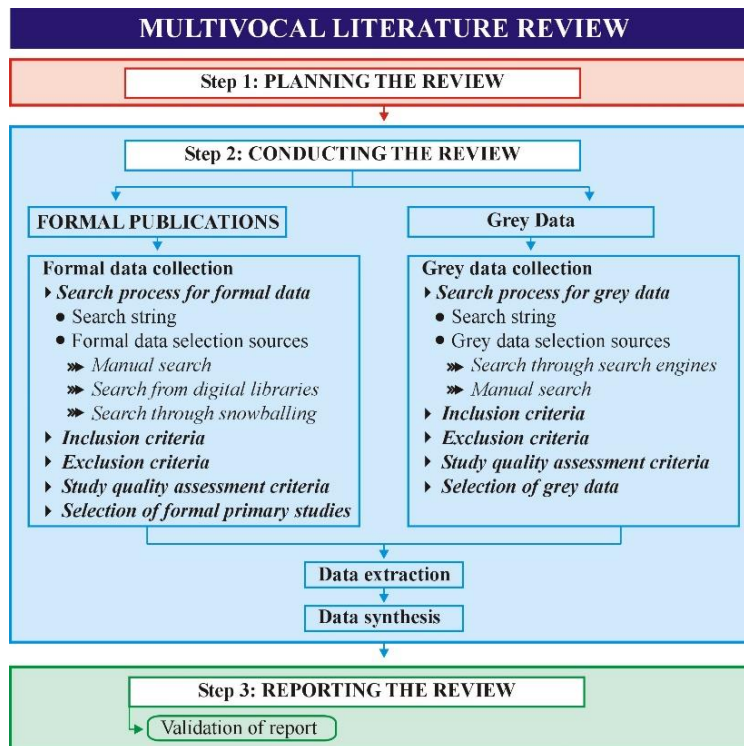 MULTIVOCAL LITERATURE REVIEW
Step 1: PLANNING THE REVIEW
Step 2: CONDUCTING THE REVIEW
FORMAL PUBLICATIONS
Formal data collection
Search process for formal data
Search string
Formal data selection sources
Manual search
Search from digital libraries
Search through snowballing
Inclusion criteria
Exclusion criteria
Study quality assessment criteria
Selection of formal primary studies
Grey Data
Grey data collection
Search process for grey data
Search string
Grey data selection sources
Search through search engines
Manual search
Inclusion criteria
Exclusion criteria
Study quality assessment criteria
Selection of grey data
Data extraction
Data synthesis
Step 3: REPORTING THE REVIEW
Validation of report